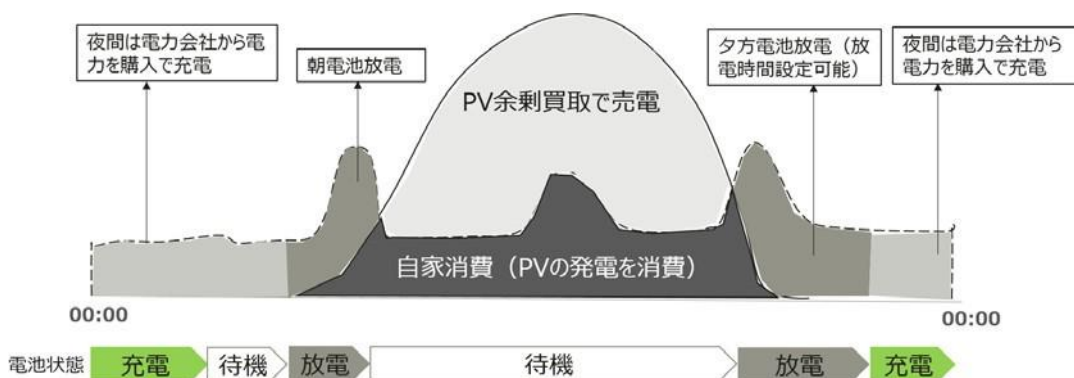 夜間は電力会社から電
力を購入で充電
朝電池放電
PV余剰買取で売電
夕方電池放電（放
電時間設定可能）
夜間は電力会社から
電力を購入で充電
自家消費（PVの発電を消費）
00:00
00:00
電池状態
充電
待機
放電
待機
放電
充電